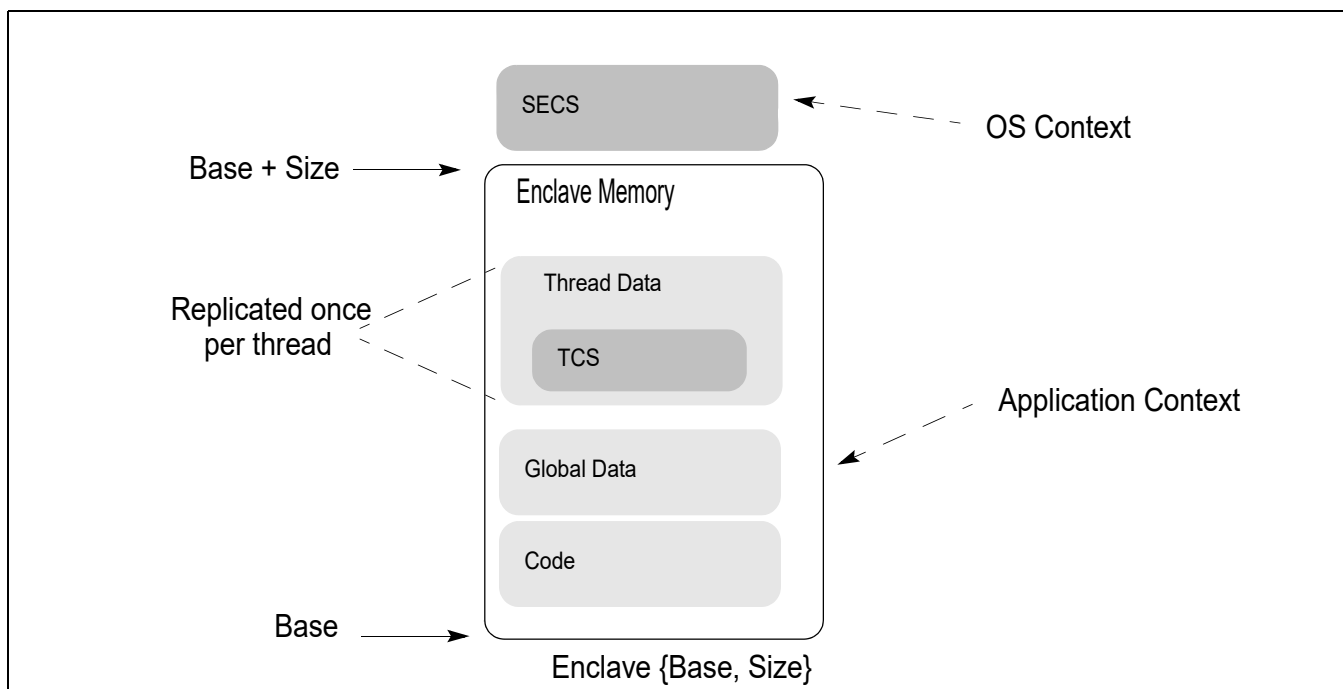 SECS
OS Context
Base + Size
Enclave Memory
Thread Data
Replicated once
per thread
TCS
Application Context
Global Data
Code
Base
Enclave {Base, Size}